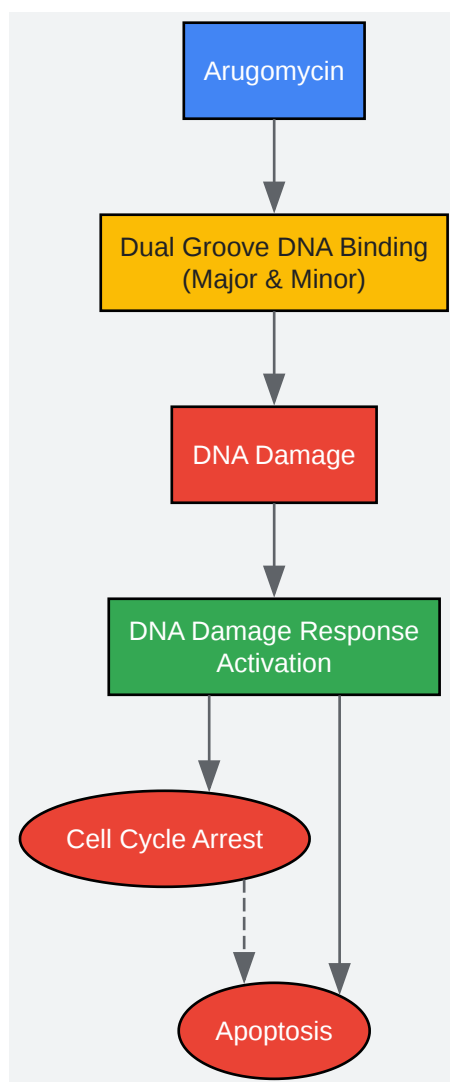 Arugomycin
Dual Groove DNA Binding
(Major & Minor)
DNA Damage
DNA Damage Response
Activation
Cell Cycle Arrest
Apoptosis